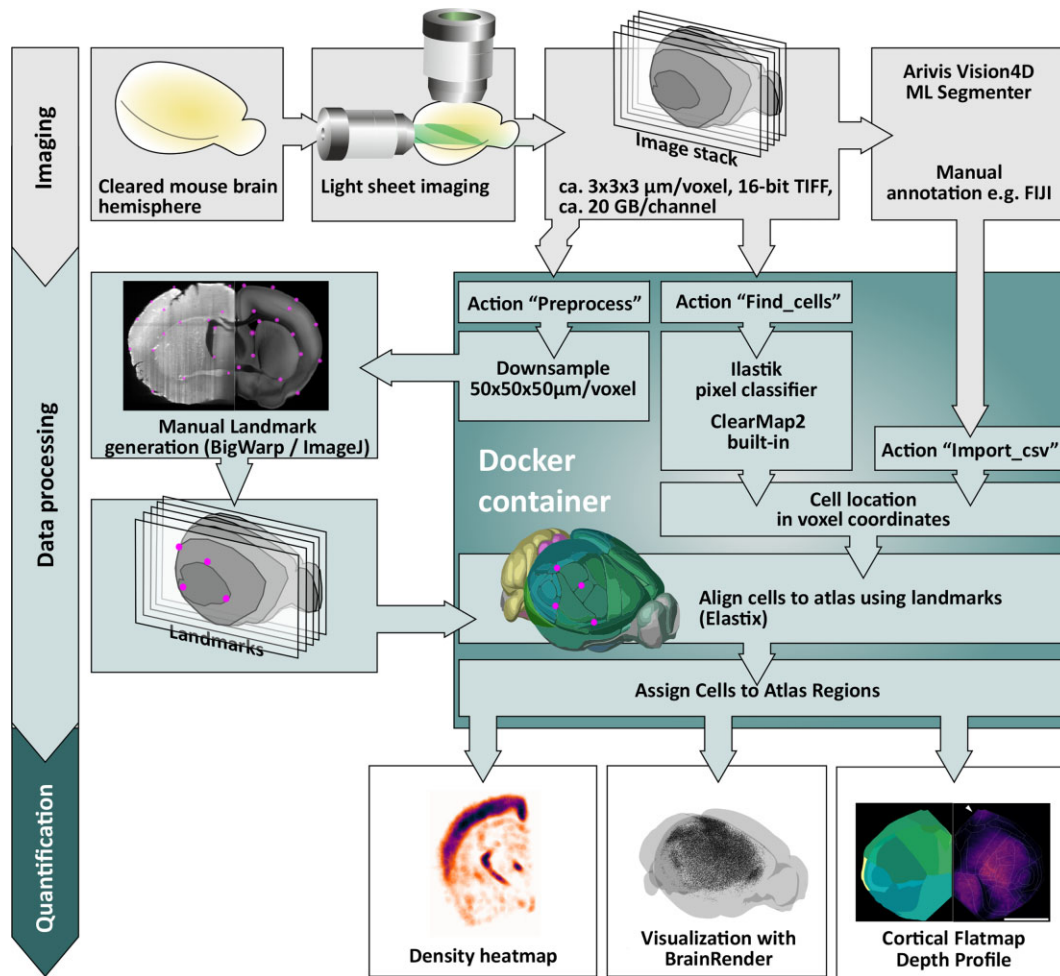 Imaging
Data processing
Quantification
Cleared mouse brain
hemisphere
Light sheet imaging
Image stack
ca. 3x3x3 µm/voxel, 16-bit TIFF,
ca. 20 GB/channel
Arivis Vision4D
ML Segmenter
Manual
annotation e.g. FIJI
Action “Preprocess”
Downsample
50x50x50µm/voxel
Action “Find_cells”
Ilastik
pixel classifier
ClearMap2
built-in
Action “Import_csv”
Manual Landmark
generation (BigWarp / ImageJ)
Docker
container
Cell location
in voxel coordinates
Landmarks
Align cells to atlas using landmarks
(Elastix)
Assign Cells to Atlas Regions
Density heatmap
Visualization with
BrainRender
Cortical Flatmap
Depth Profile